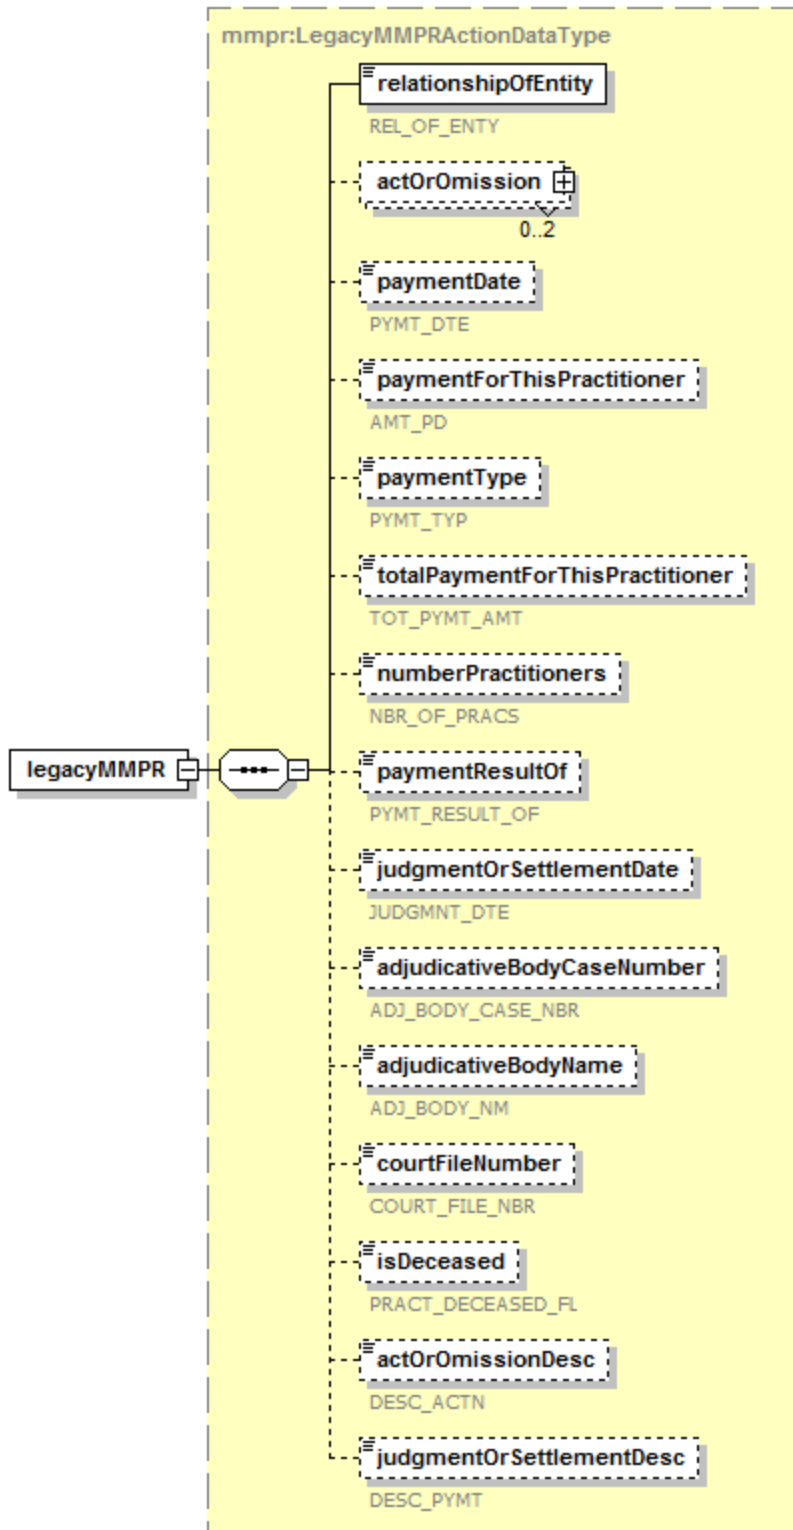 mmpr:LegacyMMPRActionDataType
relationshipOfEntity
REL_OF_ENTY
actOrOmission
0..2
paymentDate
PYMT_DTE
paymentForThisPractitioner
AMT_PD
paymentType
PYMT_TYP
totalPaymentForThisPractitioner
TOT_PYMT_AMT
numberPractitioners
NBR_OF_PRACS
legacyMMPR
paymentResultOf
PYMT_RESULT_OF
judgmentOrSettlementDate
JUDGMNT_DTE
adjudicativeBodyCaseNumber
ADJ_BODY_CASE_NBR
adjudicativeBodyName
ADJ_BODY_NM
courtFileNumber
COURT_FILE_NBR
isDeceased
PRACT_DECEASED_FL
actOrOmissionDesc
DESC_ACTN
judgmentOrSettlementDesc
DESC_PYMT